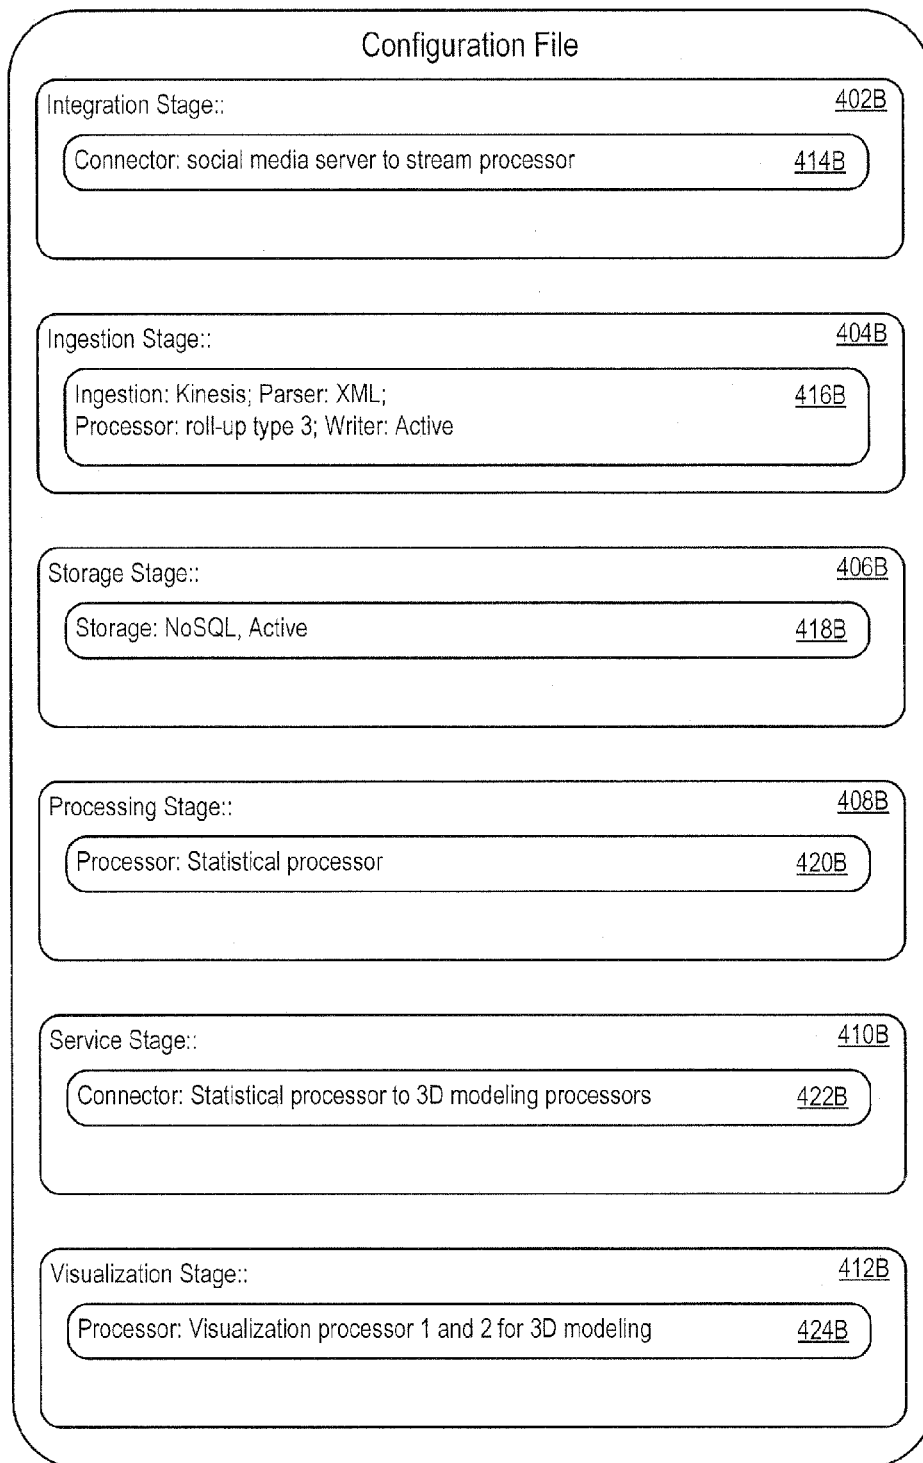 Configuration File
Integration Stage:: 402B
Connector: social media server to stream processor 414B
Ingestion Stage:: 404B
Ingestion: Kinesis; Parser: XML; 416B
Processor: roll-up type 3; Writer: Active
Storage Stage:: 406B
Storage: NoSQL, Active 418B
Processing Stage:: 408B
Processor: Statistical processor 420B
Service Stage:: 410B
Connector: Statistical processor to 3D modeling processors 422B
Visualization Stage:: 412B
Processor: Visualization processor 1 and 2 for 3D modeling 424B